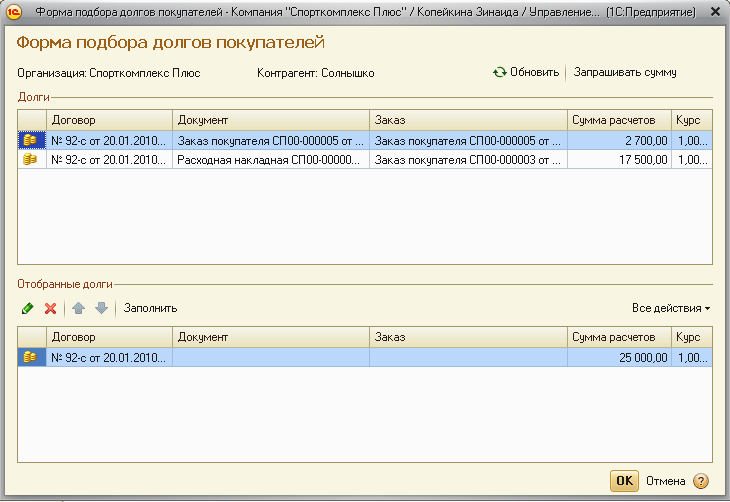 Форма подбора долгов покупателей - Компания "Спорткомплекс Плюс" / Копейкина Зинаида / Управление... (1С:Предприятие)
Форма подбора долгов покупателей
Организация: Спорткомплекс Плюс Контрагент: Солнышко Обновить Запрашивать сумму
Долги
Договор Документ Заказ Сумма расчетов Курс
№ 92-с от 20.01.2010... Заказ покупателя СП00-000005 от ... Заказ покупателя СП00-000005 от ... 2 700,00 1,00...
№ 92-с от 20.01.2010... Расходная накладная СП00-00000... Заказ покупателя СП00-000003 от ... 17 500,00 1,00...
Отобранные долги
Заполнить Все действия
Договор Документ Заказ Сумма расчетов Курс
№ 92-с от 20.01.2010... 25 000,00 1,00...
OK Отмена ?